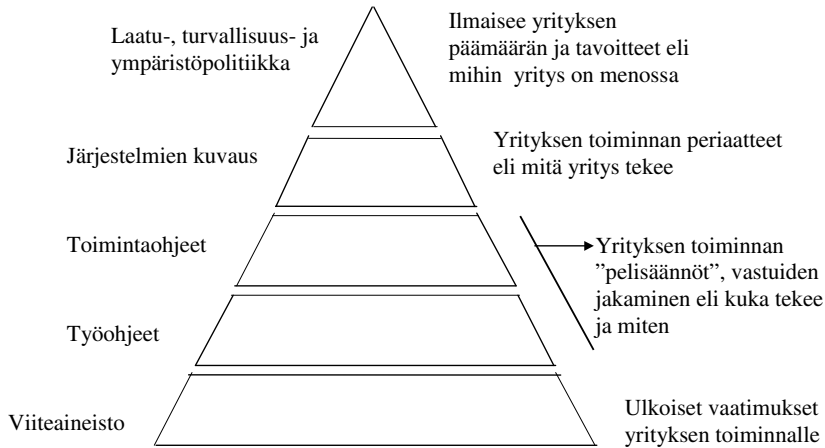 Laatu-, turvallisuus- ja
ympäristöpolitiikka
Ilmaisee yrityksen
päämäärän ja tavoitteet eli
mihin yritys on menossa
Järjestelmien kuvaus
Yrityksen toiminnan periaatteet
eli mitä yritys tekee
Toimintaohjeet
Yrityksen toiminnan
”pelisäännöt”, vastuiden
jakaminen eli kuka tekee
ja miten
Työohjeet
Viiteaineisto
Ulkoiset vaatimukset
yrityksen toiminnalle